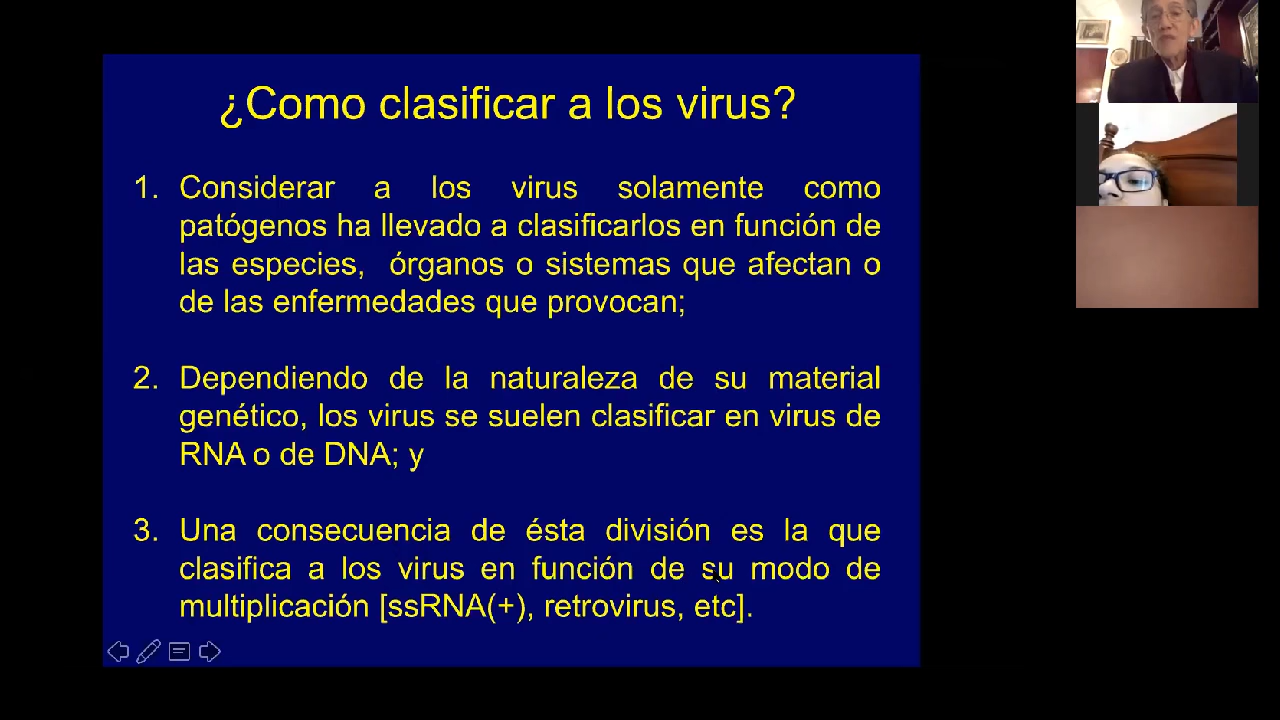 ¿Como clasificar a los virus?
1. Considerar a los virus solamente como
patógenos ha llevado a clasificarlos en función de
las especies, órganos o sistemas que afectan o
de las enfermedades que provocan;
2. Dependiendo de la naturaleza de su material
genético, los virus se suelen clasificar en virus de
RNA o de DNA; y
3. Una consecuencia de ésta división es la que
clasifica a los virus en función de su modo de
multiplicación [ssRNA(+), retrovirus, etc].